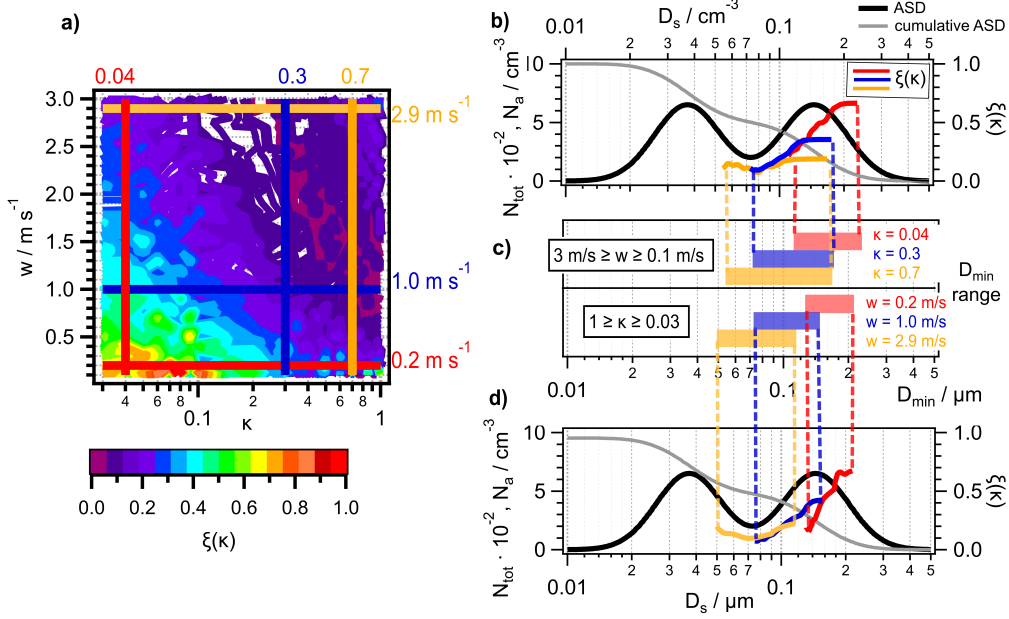 a)
0.04 0.3 0.7
3.0
2.5
2.0
1.5
1.0
0.5
w / m s⁻¹
2.9 m s⁻¹
1.0 m s⁻¹
0.2 m s⁻¹
4 6 8 0.1 2 4 6 8 1
κ
0.0 0.2 0.4 0.6 0.8 1.0
ξ(κ)
b)
Dₛ / cm⁻³
ASD
cumulative ASD
0.01 2 3 4 5 6 7 0.1 2 3 4 5
10
5
0
N_tot · 10⁻², Nₐ / cm⁻³
ξ(κ)
1.0
0.5
0.0
ξ(κ)
c)
3 m/s ≥ w ≥ 0.1 m/s
κ = 0.04
κ = 0.3
κ = 0.7
D_min
range
1 ≥ κ ≥ 0.03
w = 0.2 m/s
w = 1.0 m/s
w = 2.9 m/s
0.01 2 3 4 5 6 7 0.1 2 3 4 5
D_min / µm
d)
10
5
0
N_tot · 10⁻², Nₐ / cm⁻³
1.0
0.5
0.0
ξ(κ)
0.01 2 3 4 5 6 7 0.1 2 3 4 5
Dₛ / µm